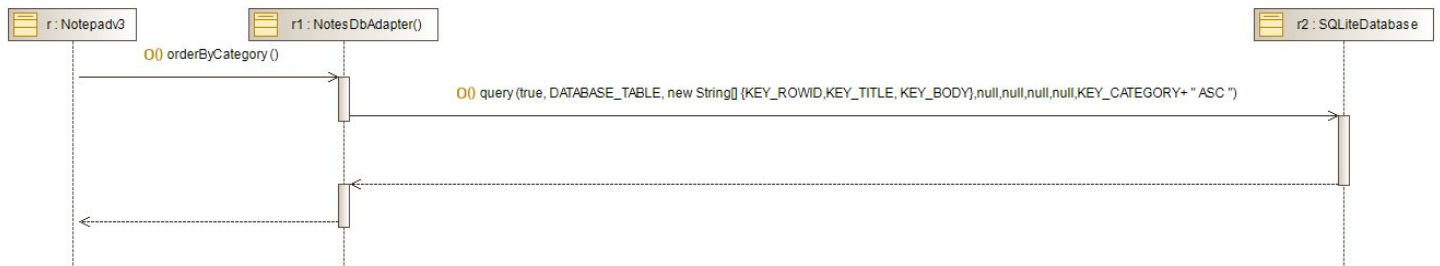 r : Notepadv3
r1 : NotesDbAdapter()
r2 : SQLiteDatabase
O() orderByCategory ()
O() query (true, DATABASE_TABLE, new String[] {KEY_ROWID,KEY_TITLE, KEY_BODY},null,null,null,null,KEY_CATEGORY+ " ASC ")